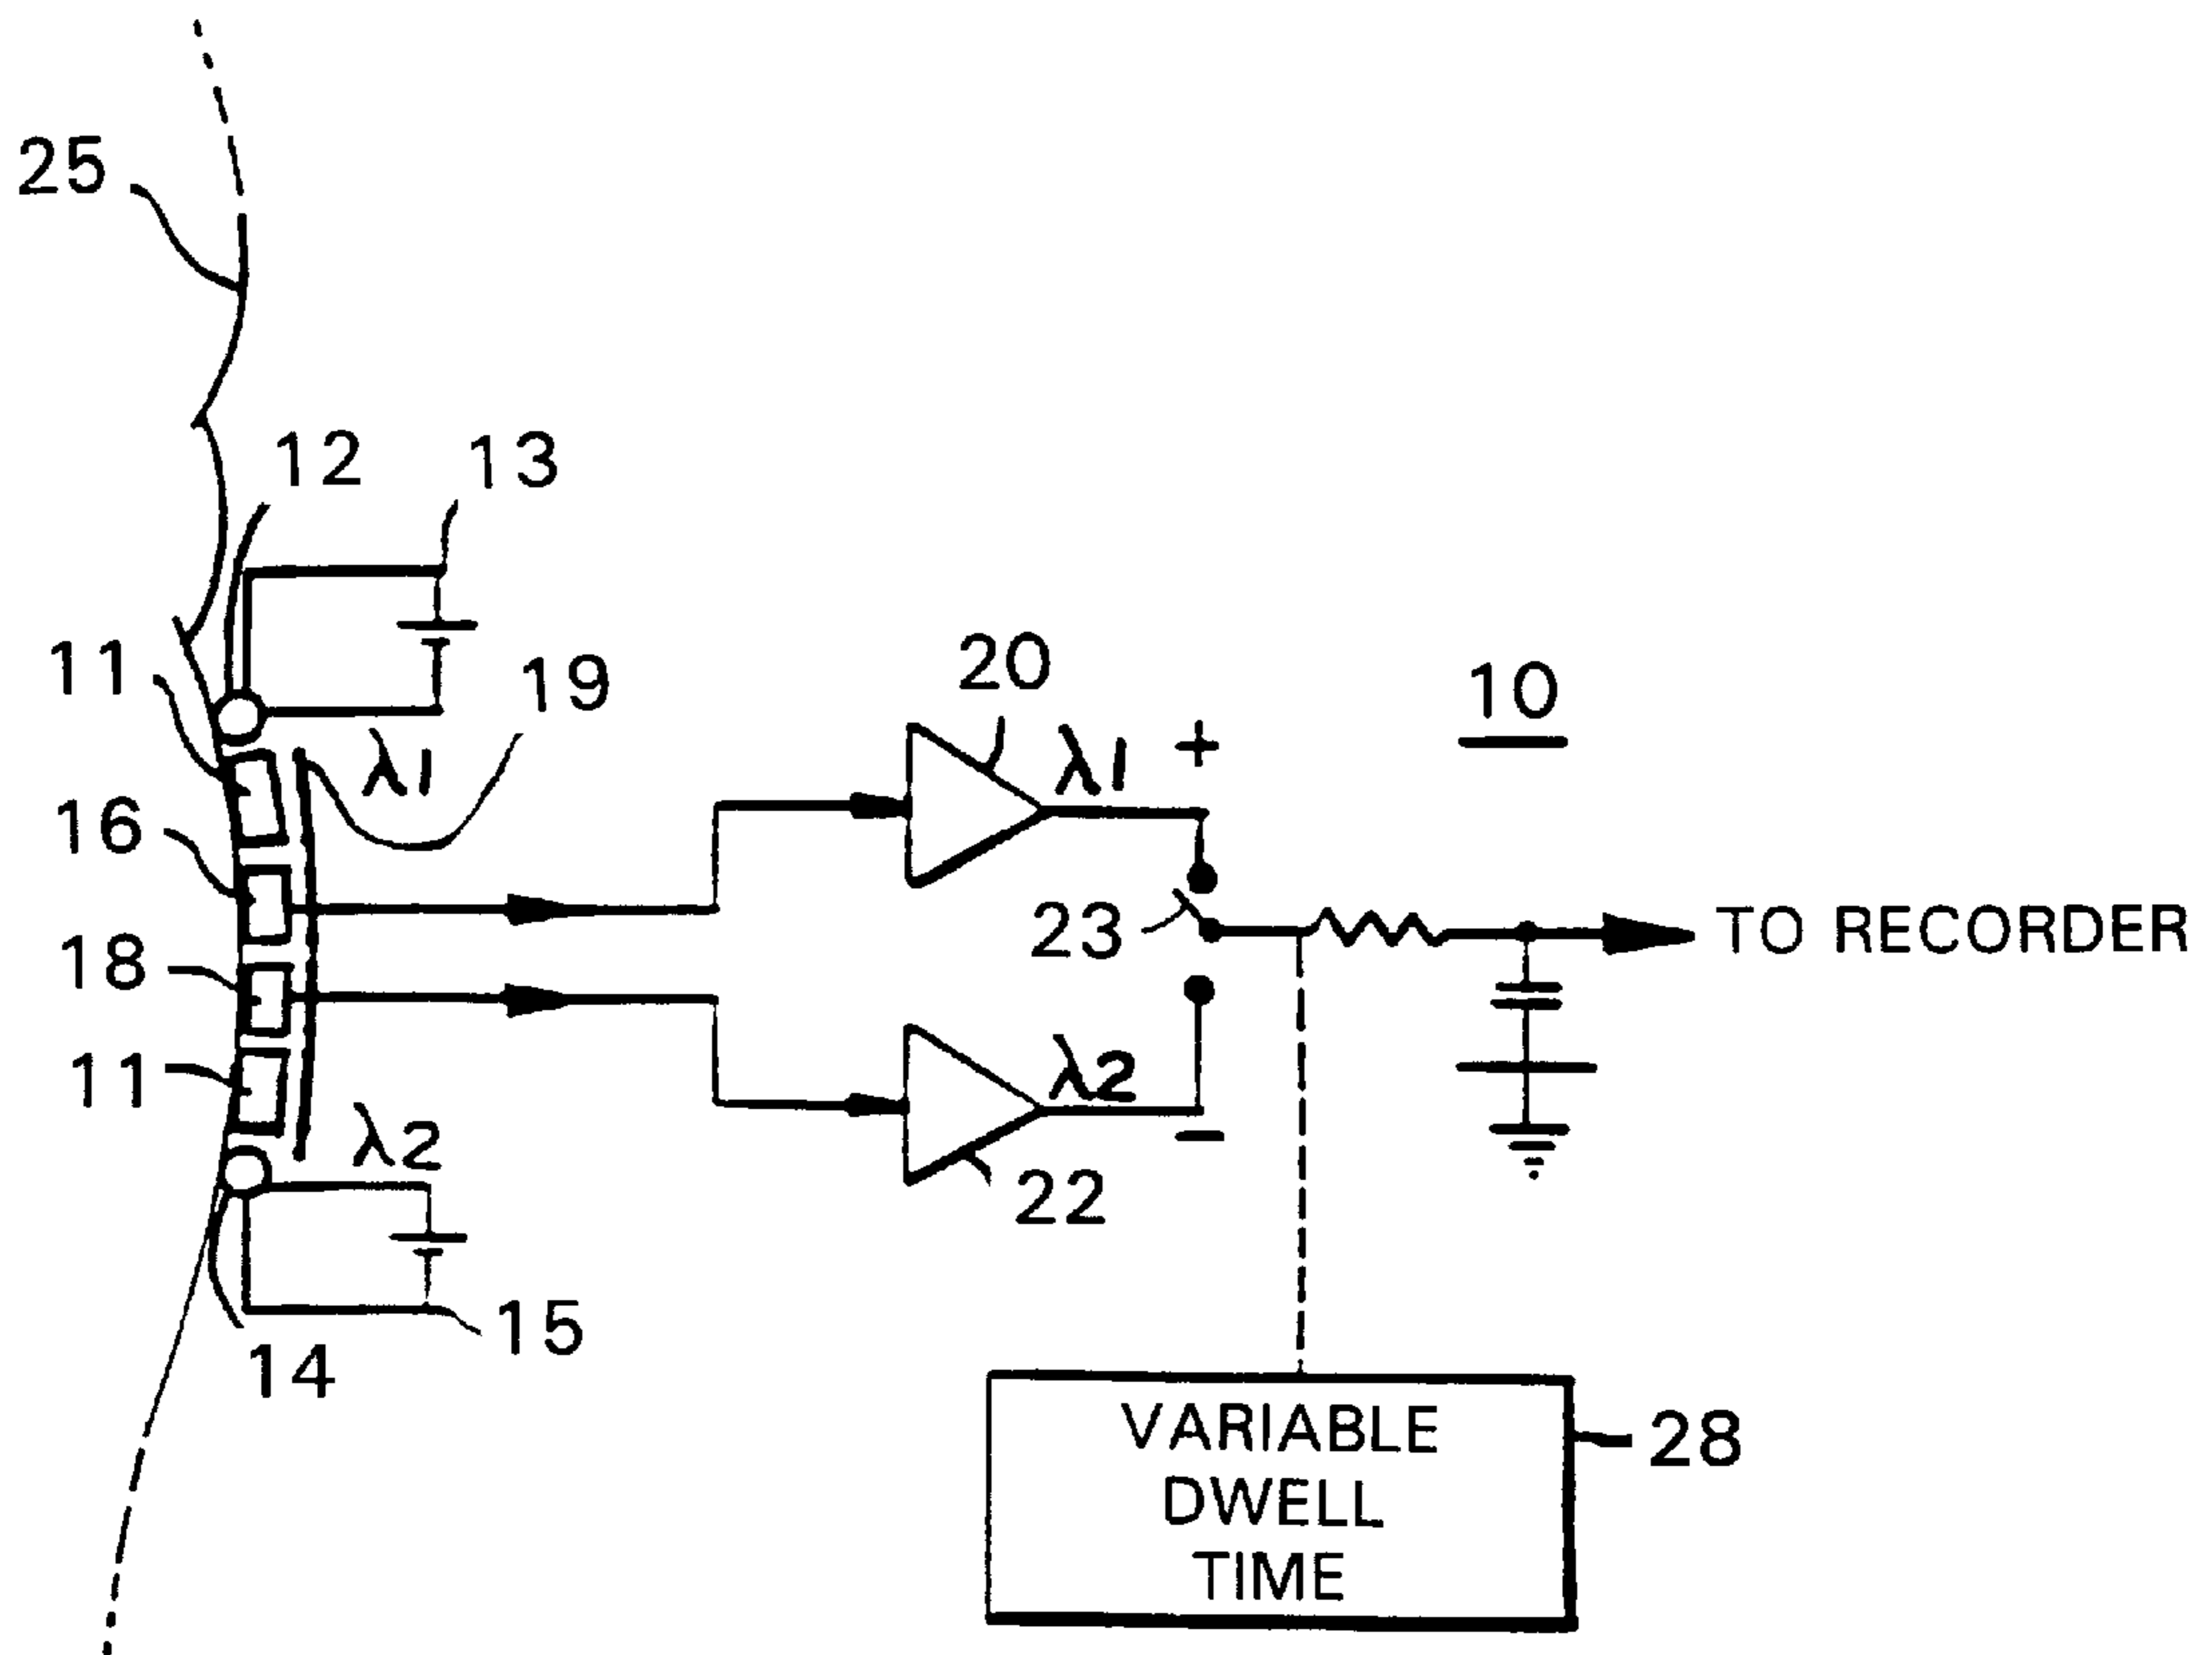 25
12
13
11
19
20
10
λ1
λ1
+
16
23
TO RECORDER
18
11
λ2
λ2
−
22
15
14
VARIABLE
DWELL
TIME
28